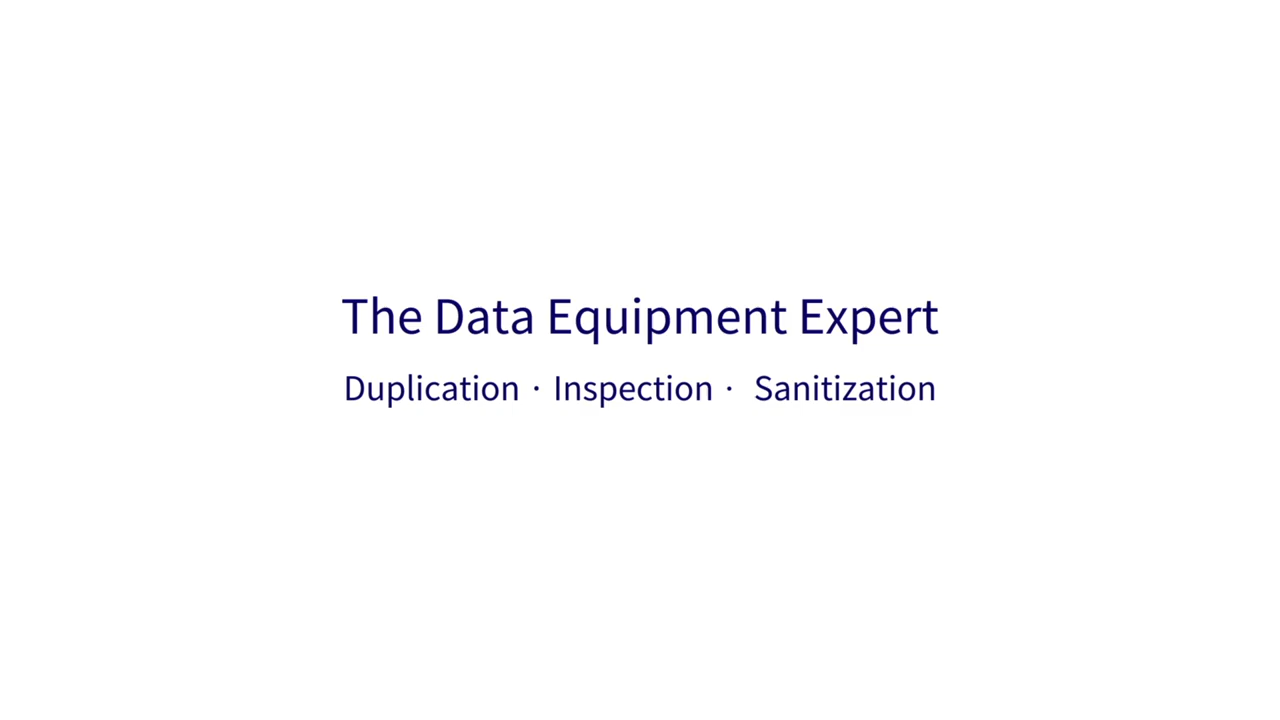 The Data Equipment Expert
Duplication · Inspection · Sanitization